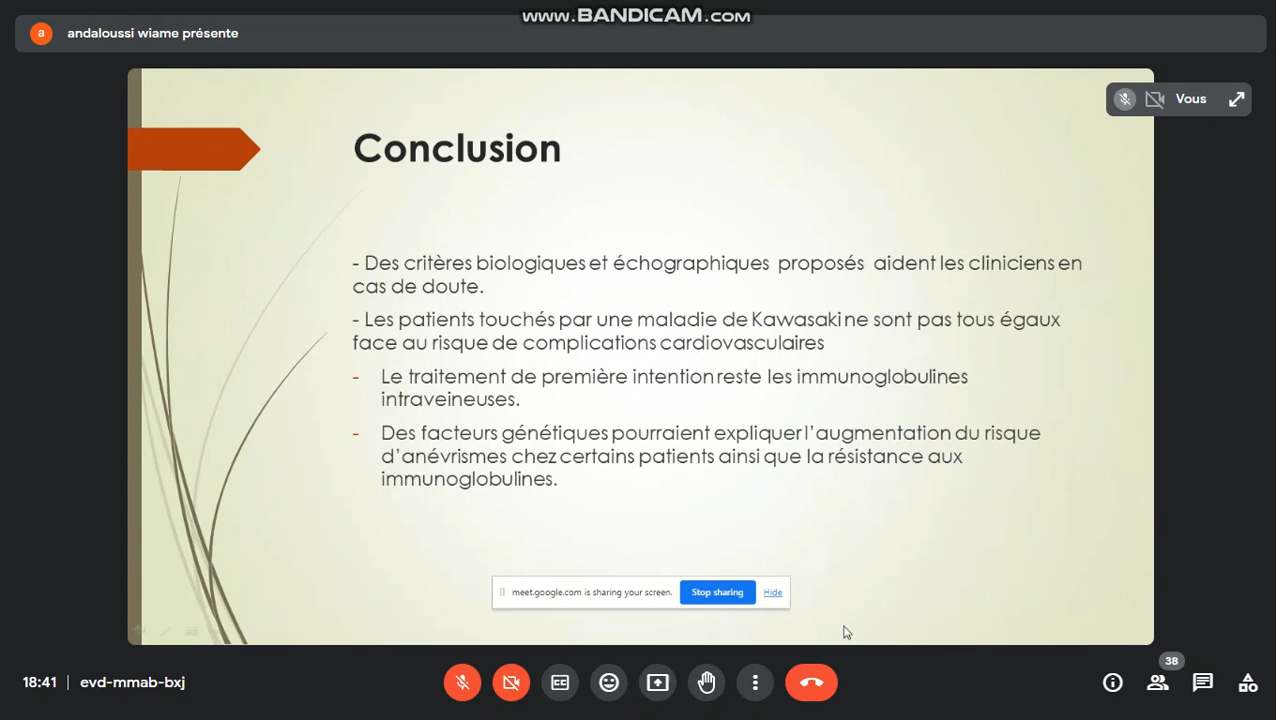 www.BANDICAM.com
a
andaloussi wiame présente
Vous
Conclusion
- Des critères biologiques et échographiques proposés aident les cliniciens en
cas de doute.
- Les patients touchés par une maladie de Kawasaki ne sont pas tous égaux
face au risque de complications cardiovasculaires
- Le traitement de première intention reste les immunoglobulines
intraveineuses.
- Des facteurs génétiques pourraient expliquer l'augmentation du risque
d'anévrismes chez certains patients ainsi que la résistance aux
immunoglobulines.
meet.google.com is sharing your screen. Stop sharing Hide
38
18:41 | evd-mmab-bxj
CC